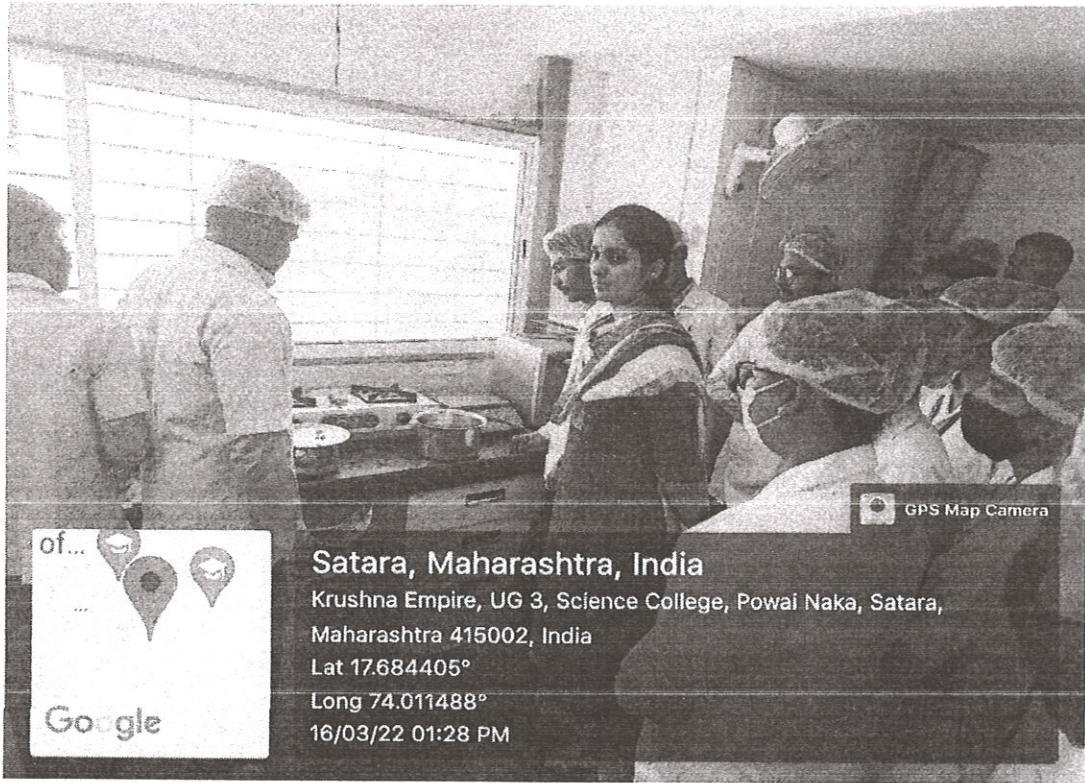 GPS Map Camera
of...
...
Google
Satara, Maharashtra, India
Krushna Empire, UG 3, Science College, Powai Naka, Satara,
Maharashtra 415002, India
Lat 17.684405°
Long 74.011488°
16/03/22 01:28 PM